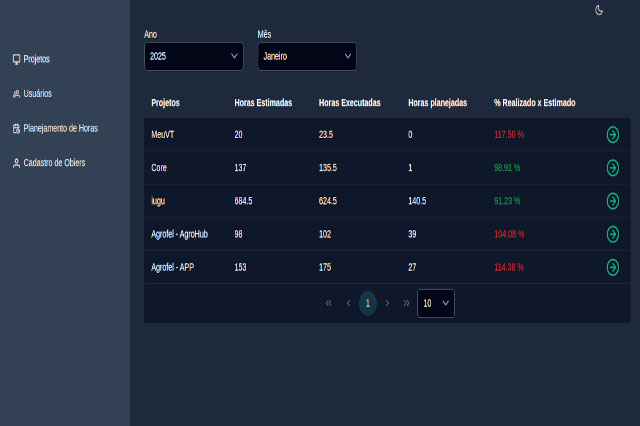 Projetos
Usuários
Planejamento de Horas
Cadastro de Obiers
Ano
Mês
2025
Janeiro
Projetos Horas Estimadas Horas Executadas Horas planejadas % Realizado x Estimado
MeuVT 20 23.5 0 117.50 %
Core 137 135.5 1 98.91 %
iugu 684.5 624.5 140.5 91.23 %
Agrofel - AgroHub 98 102 39 104.08 %
Agrofel - APP 153 175 27 114.38 %
« ‹ 1 › » 10